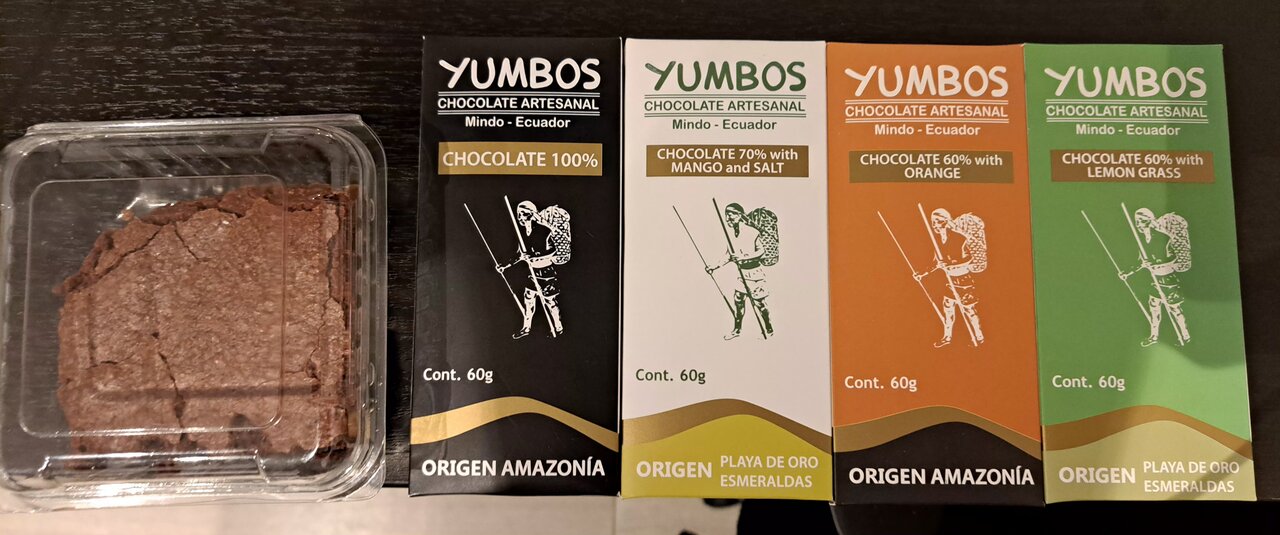 YUMBOS
CHOCOLATE ARTESANAL
Mindo - Ecuador
CHOCOLATE 100%
Cont. 60g
ORIGEN AMAZONÍA
YUMBOS
CHOCOLATE ARTESANAL
Mindo - Ecuador
CHOCOLATE 70% with
MANGO and SALT
Cont. 60g
ORIGEN PLAYA DE ORO
ESMERALDAS
YUMBOS
CHOCOLATE ARTESANAL
Mindo - Ecuador
CHOCOLATE 60% with
ORANGE
Cont. 60g
ORIGEN AMAZONÍA
YUMBOS
CHOCOLATE ARTESANAL
Mindo - Ecuador
CHOCOLATE 60% with
LEMON GRASS
Cont. 60g
ORIGEN PLAYA DE ORO
ESMERALDAS